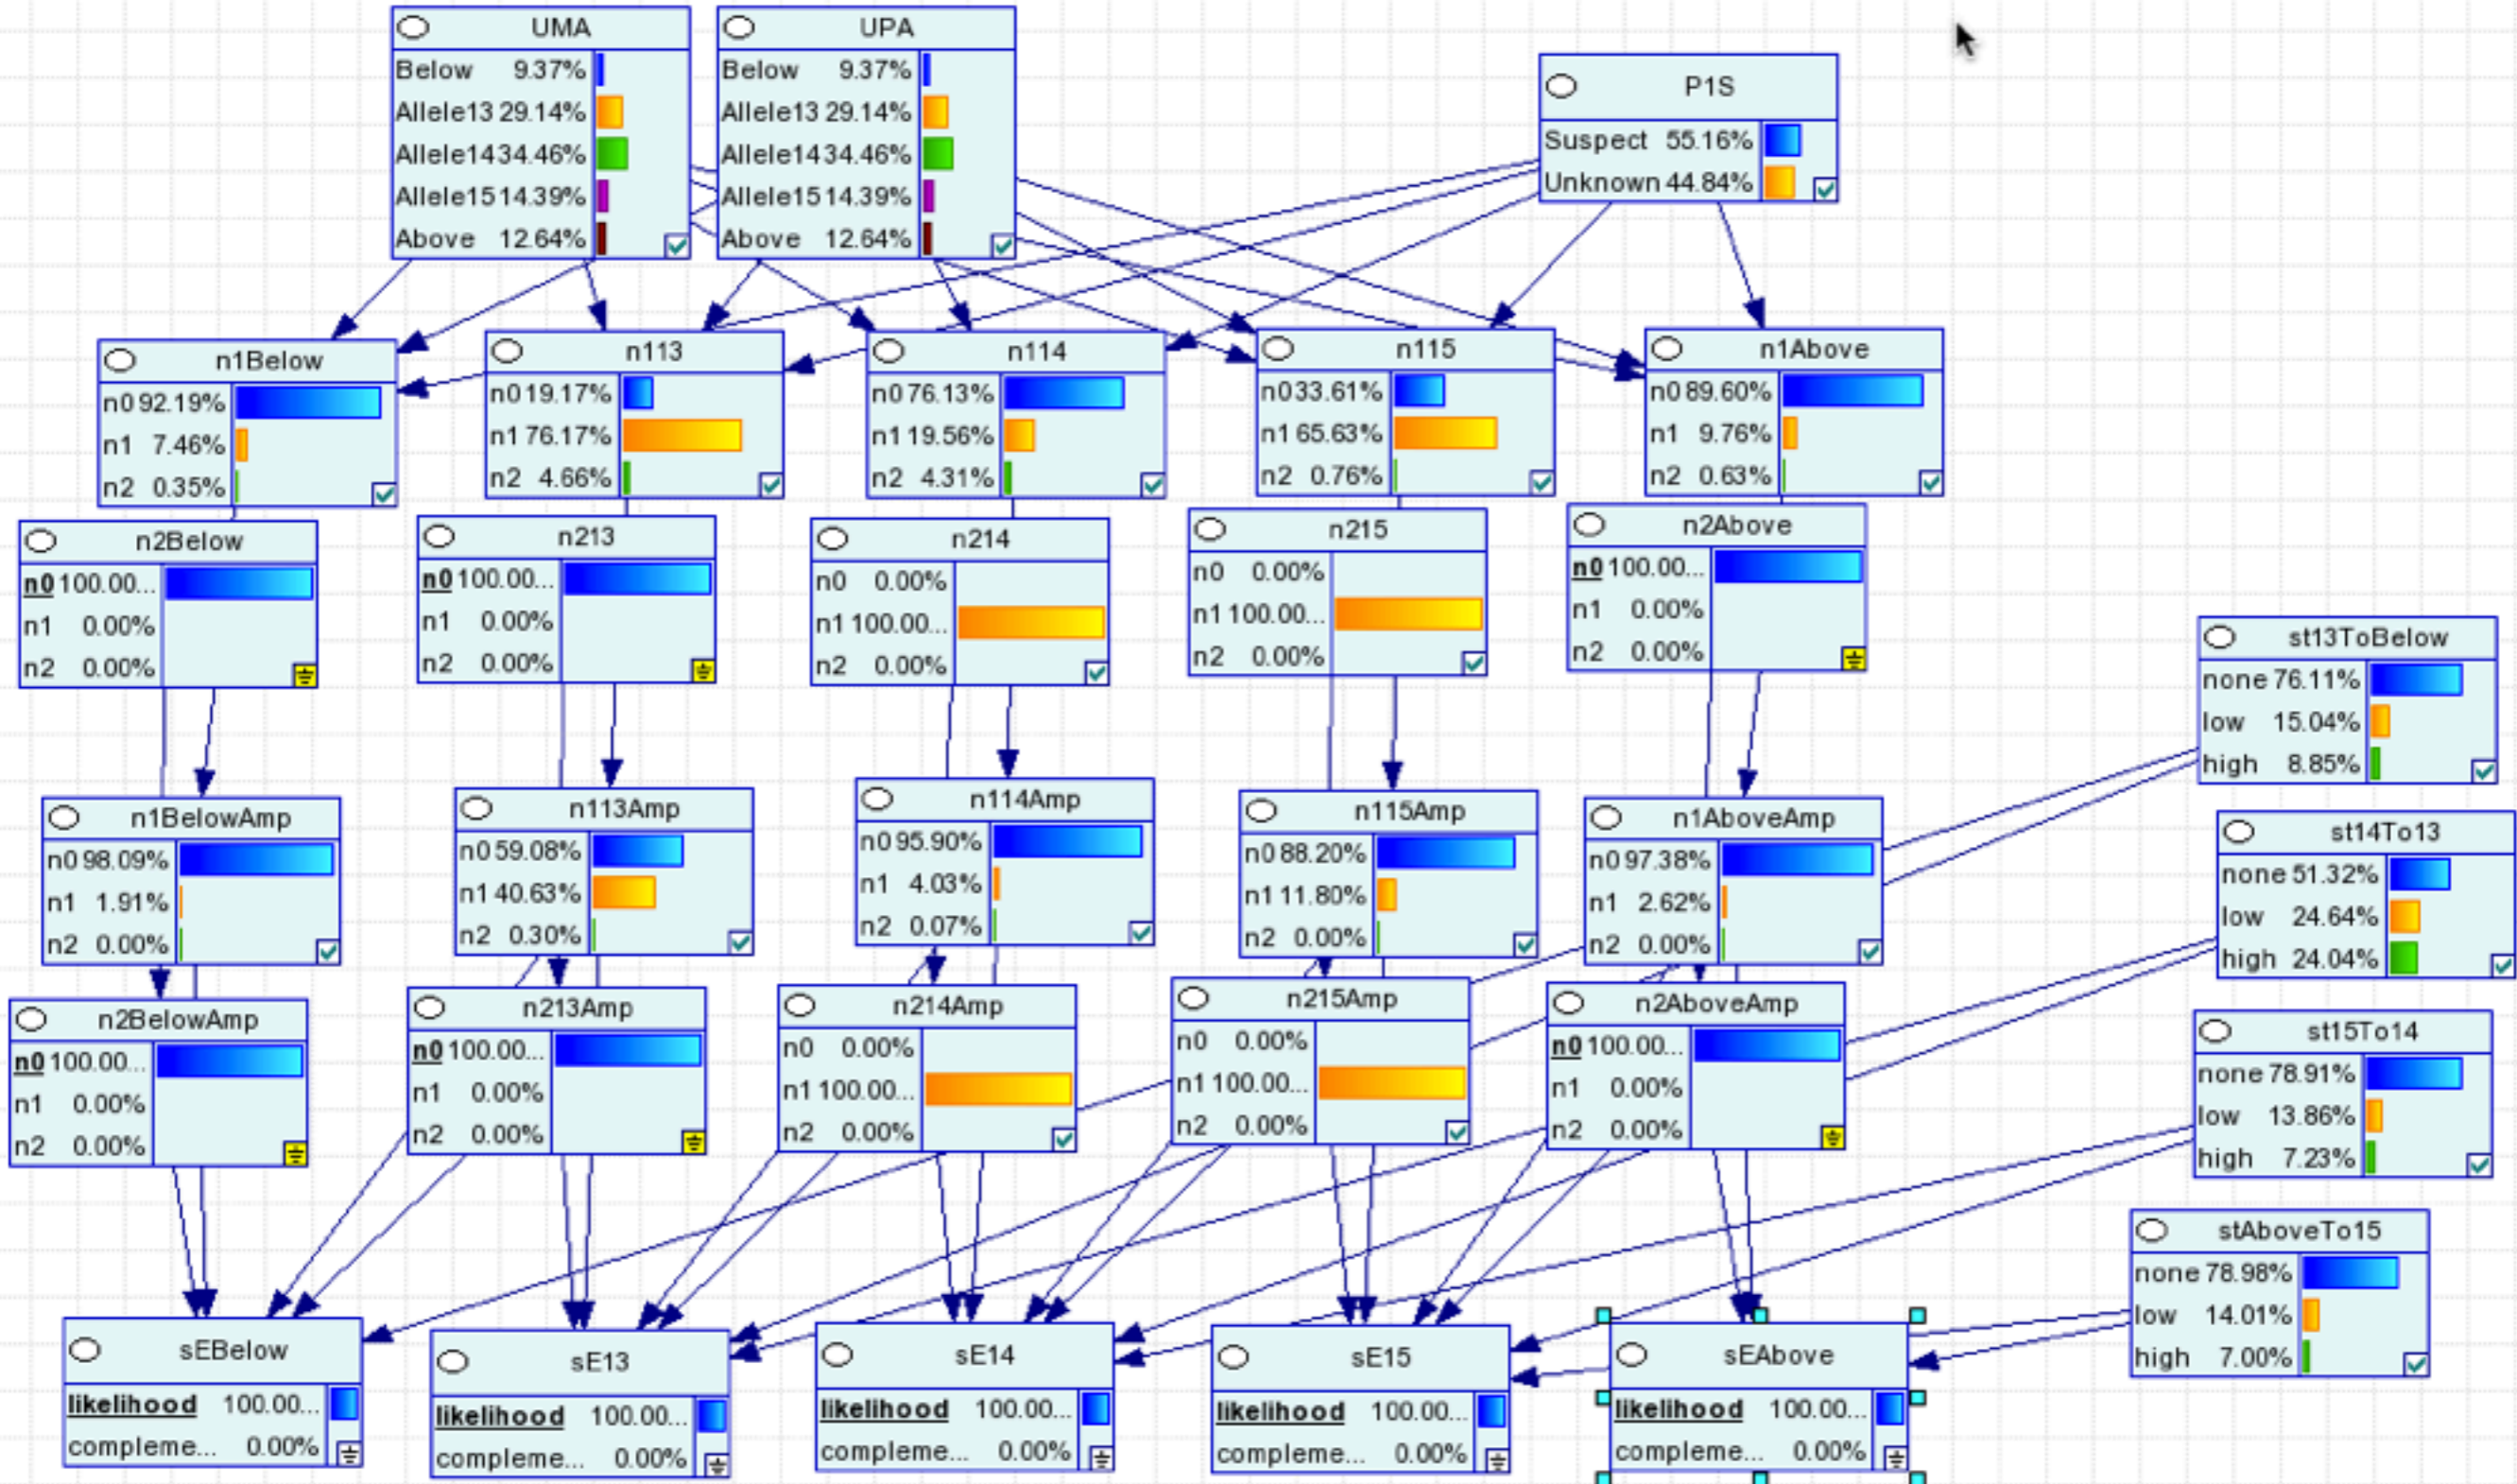 UMA
Below 9.37%
Allele13 29.14%
Allele14 34.46%
Allele15 14.39%
Above 12.64%
UPA
Below 9.37%
Allele13 29.14%
Allele14 34.46%
Allele15 14.39%
Above 12.64%
P1S
Suspect 55.16%
Unknown 44.84%
n1Below
n0 92.19%
n1 7.46%
n2 0.35%
n113
n0 19.17%
n1 76.17%
n2 4.66%
n114
n0 76.13%
n1 19.56%
n2 4.31%
n115
n0 33.61%
n1 65.63%
n2 0.76%
n1Above
n0 89.60%
n1 9.76%
n2 0.63%
n2Below
n0 100.00...
n1 0.00%
n2 0.00%
n213
n0 100.00...
n1 0.00%
n2 0.00%
n214
n0 0.00%
n1 100.00...
n2 0.00%
n215
n0 0.00%
n1 100.00...
n2 0.00%
n2Above
n0 100.00...
n1 0.00%
n2 0.00%
st13ToBelow
none 76.11%
low 15.04%
high 8.85%
n1BelowAmp
n0 98.09%
n1 1.91%
n2 0.00%
n113Amp
n0 59.08%
n1 40.63%
n2 0.30%
n114Amp
n0 95.90%
n1 4.03%
n2 0.07%
n115Amp
n0 88.20%
n1 11.80%
n2 0.00%
n1AboveAmp
n0 97.38%
n1 2.62%
n2 0.00%
st14To13
none 51.32%
low 24.64%
high 24.04%
n2BelowAmp
n0 100.00...
n1 0.00%
n2 0.00%
n213Amp
n0 100.00...
n1 0.00%
n2 0.00%
n214Amp
n0 0.00%
n1 100.00...
n2 0.00%
n215Amp
n0 0.00%
n1 100.00...
n2 0.00%
n2AboveAmp
n0 100.00...
n1 0.00%
n2 0.00%
st15To14
none 78.91%
low 13.86%
high 7.23%
stAboveTo15
none 78.98%
low 14.01%
high 7.00%
sEBelow
likelihood 100.00...
compleme... 0.00%
sE13
likelihood 100.00...
compleme... 0.00%
sE14
likelihood 100.00...
compleme... 0.00%
sE15
likelihood 100.00...
compleme... 0.00%
sEAbove
likelihood 100.00...
compleme... 0.00%